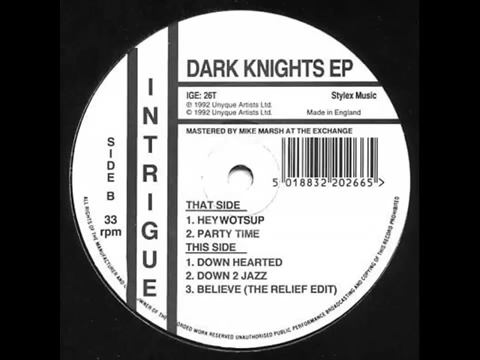 INTRIGUE
DARK KNIGHTS EP
IGE: 26T Stylex Music
℗ 1992 Unyque Artists Ltd.
© 1992 Unyque Artists Ltd. Made in England
MASTERED BY MIKE MARSH AT THE EXCHANGE
5 018832 202665 >
SIDE B
33
rpm
THAT SIDE
1. HEYWOTSUP
2. PARTY TIME
THIS SIDE
1. DOWN HEARTED
2. DOWN 2 JAZZ
3. BELIEVE (THE RELIEF EDIT)
ALL RIGHTS OF THE MANUFACTURER AND OWNER OF THE RECORDED WORK RESERVED UNAUTHORISED PUBLIC PERFORMANCE BROADCASTING AND COPYING OF THIS RECORD PROHIBITED